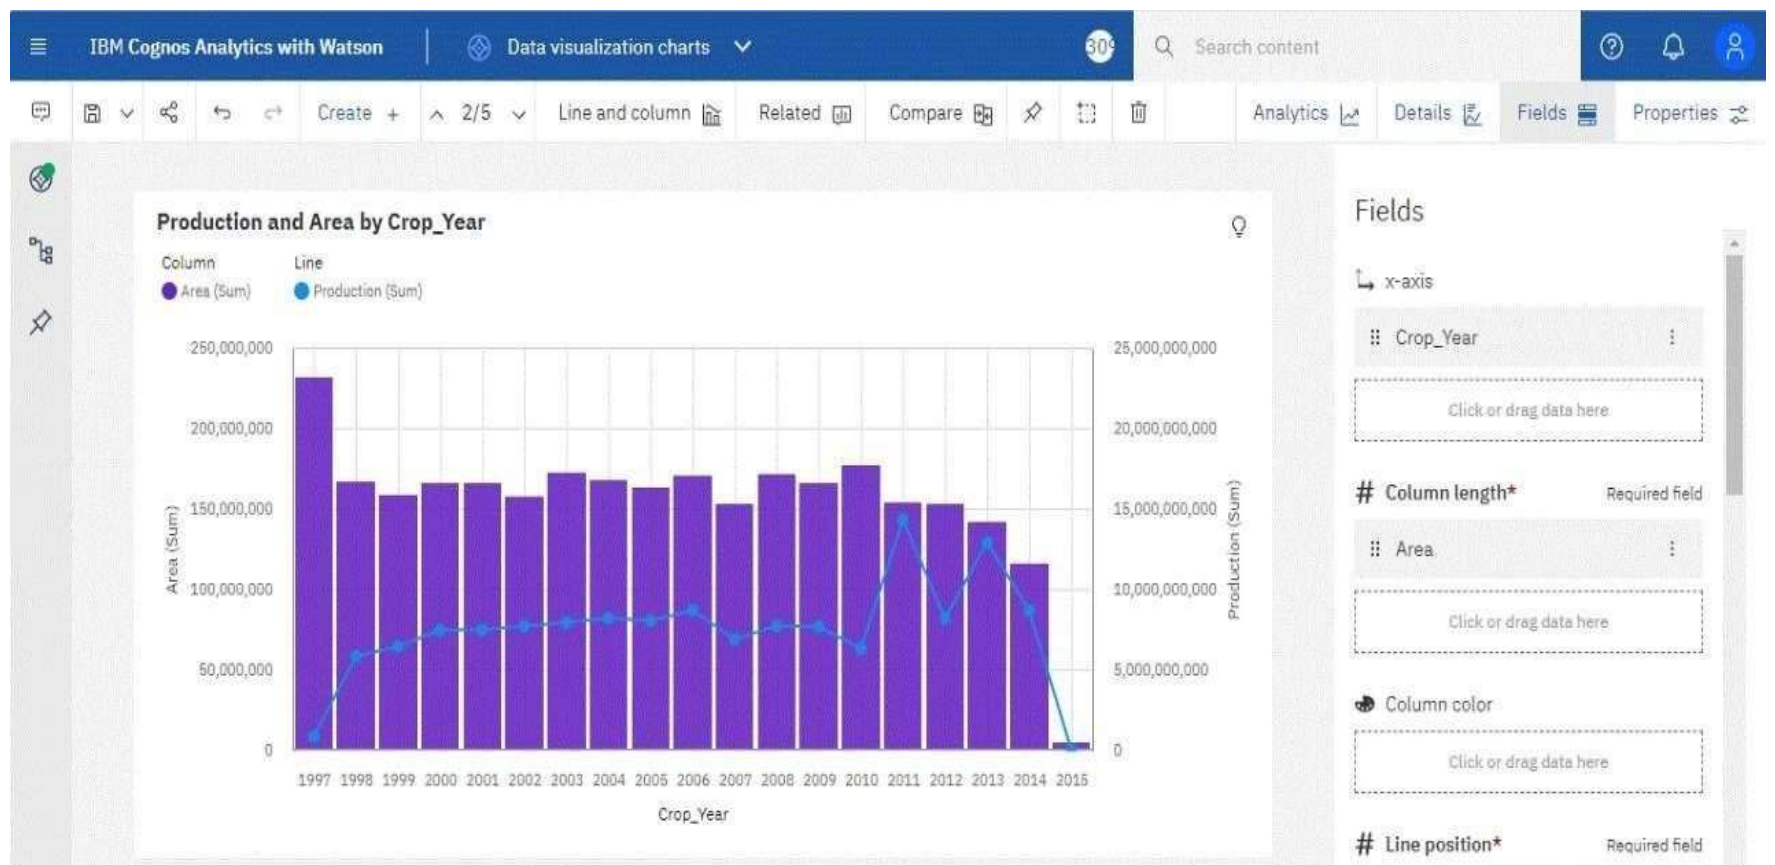 IBM Cognos Analytics with Watson
Data visualization charts
Search content
Create +
2/5
Line and column
Related
Compare
Analytics
Details
Fields
Properties
Production and Area by Crop_Year
Column
Line
Area (Sum)
Production (Sum)
250,000,000
200,000,000
150,000,000
100,000,000
50,000,000
0
Area (Sum)
25,000,000,000
20,000,000,000
15,000,000,000
10,000,000,000
5,000,000,000
0
Production (Sum)
1997 1998 1999 2000 2001 2002 2003 2004 2005 2006 2007 2008 2009 2010 2011 2012 2013 2014 2015
Crop_Year
Fields
x-axis
Crop_Year
Click or drag data here
# Column length* Required field
Area
Click or drag data here
Column color
Click or drag data here
# Line position* Required field